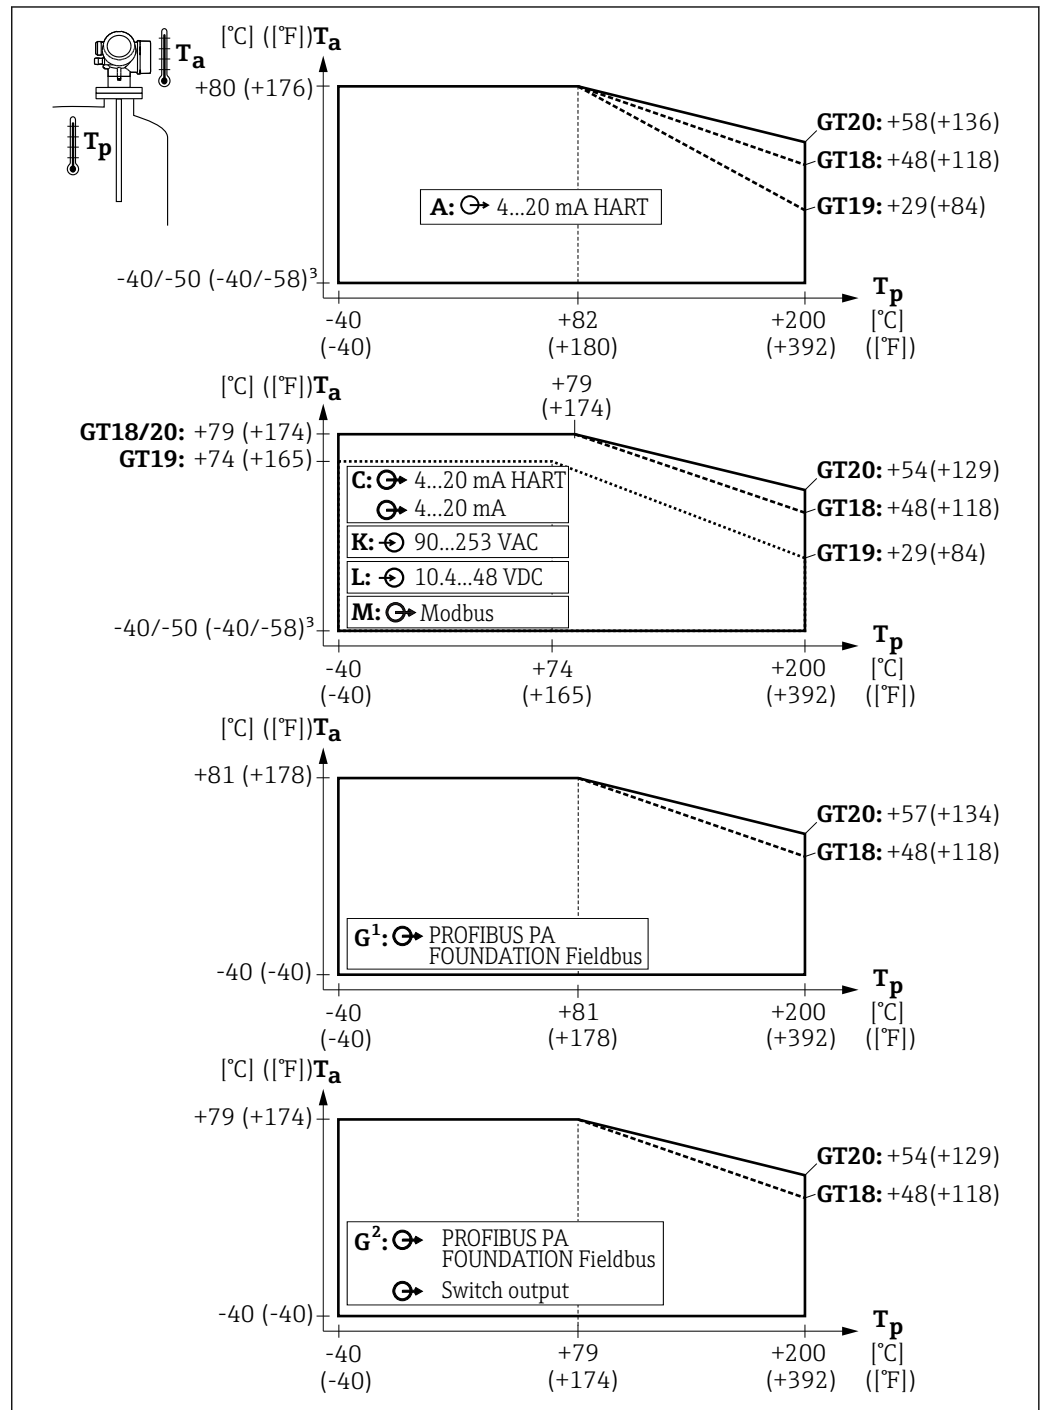 [°C] ([°F]) Ta
Ta
Tp
+80 (+176)
GT20: +58(+136)
GT18: +48(+118)
GT19: +29(+84)
A: 4...20 mA HART
-40/-50 (-40/-58)³
Tp
-40 +82 +200 [°C]
(-40) (+180) (+392) ([°F])
[°C] ([°F]) Ta
+79
(+174)
GT18/20: +79 (+174)
GT19: +74 (+165)
GT20: +54(+129)
GT18: +48(+118)
GT19: +29(+84)
C: 4...20 mA HART
4...20 mA
K: 90...253 VAC
L: 10.4...48 VDC
M: Modbus
-40/-50 (-40/-58)³
Tp
-40 +74 +200 [°C]
(-40) (+165) (+392) ([°F])
[°C] ([°F]) Ta
+81 (+178)
GT20: +57(+134)
GT18: +48(+118)
G¹: PROFIBUS PA
FOUNDATION Fieldbus
-40 (-40)
Tp
-40 +81 +200 [°C]
(-40) (+178) (+392) ([°F])
[°C] ([°F]) Ta
+79 (+174)
GT20: +54(+129)
GT18: +48(+118)
G²: PROFIBUS PA
FOUNDATION Fieldbus
Switch output
-40 (-40)
Tp
-40 +79 +200 [°C]
(-40) (+174) (+392) ([°F])